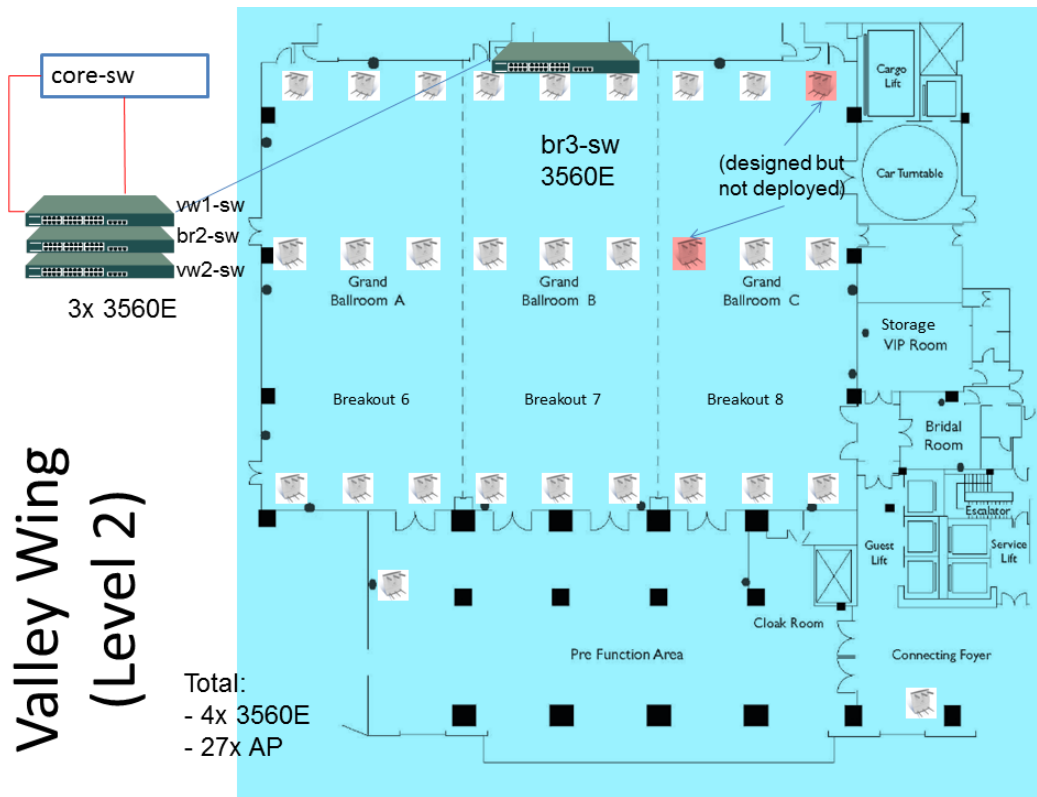 core-sw
vw1-sw
br2-sw
vw2-sw
3x 3560E
br3-sw
3560E
(designed but
not deployed)
Cargo
Lift
Car Turntable
Grand
Ballroom A
Grand
Ballroom B
Grand
Ballroom C
Storage
VIP Room
Breakout 6
Breakout 7
Breakout 8
Bridal
Room
Escalator
Guest
Lift
Service
Lift
Cloak Room
Pre Function Area
Connecting Foyer
Valley Wing
(Level 2)
Total:
- 4x 3560E
- 27x AP